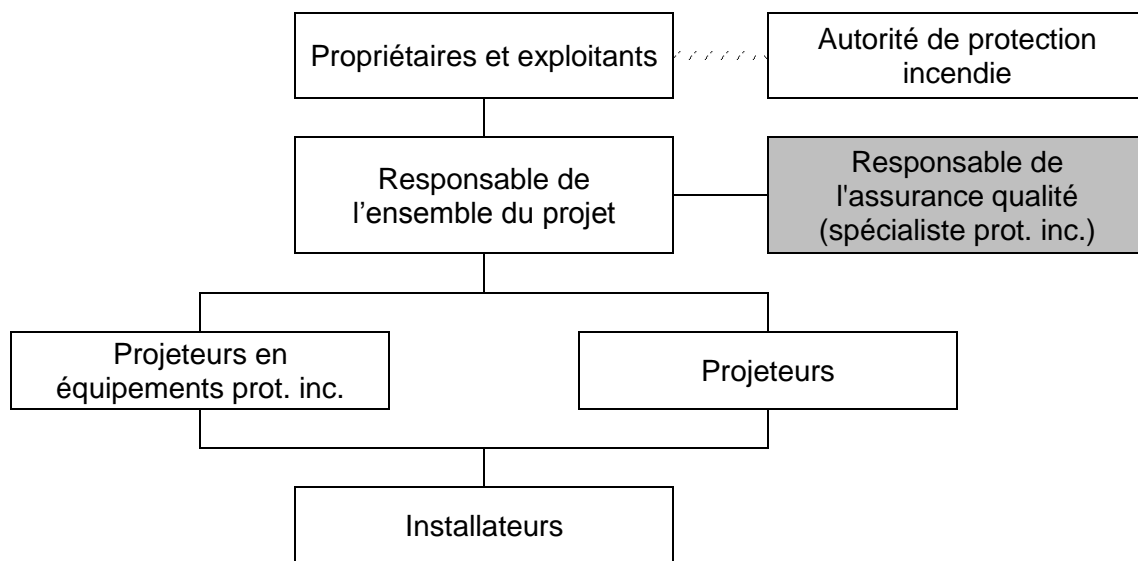 Propriétaires et exploitants
Autorité de protection
incendie
Responsable de
l’ensemble du projet
Responsable de
l'assurance qualité
(spécialiste prot. inc.)
Projeteurs en
équipements prot. inc.
Projeteurs
Installateurs